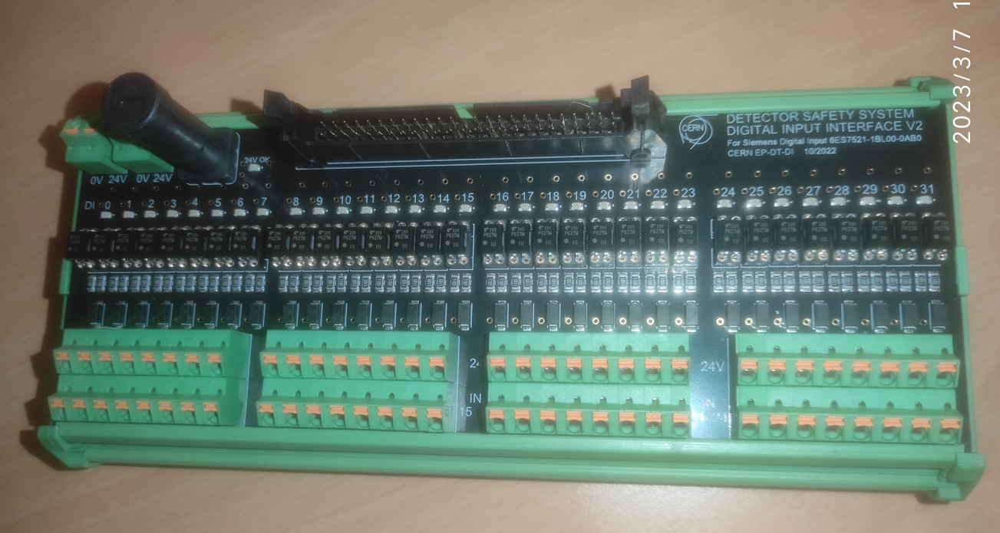 2023/3/7 1
CERN
DETECTOR SAFETY SYSTEM
DIGITAL INPUT INTERFACE V2
For Siemens Digital Input 6ES7521-1BL00-0AB0
CERN EP-DT-DI 10/2022
24V OK
0V 24V 0V 24V
DI 0 1 2 3 4 5 6 7 8 9 10 11 12 13 14 15 16 17 18 19 20 21 22 23 24 25 26 27 28 29 30 31
P627W
24V
IN
15
IN